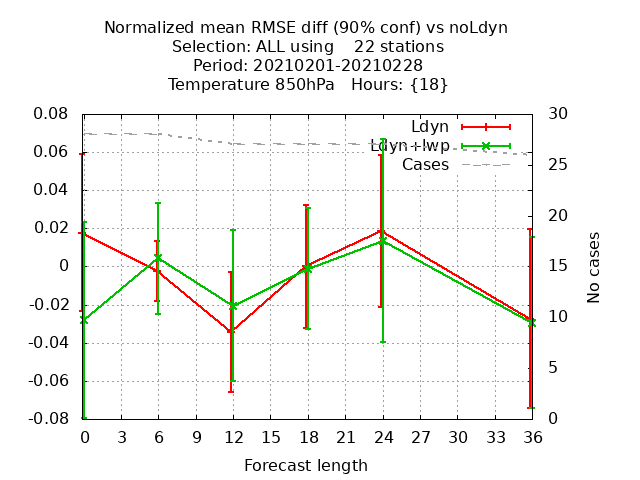 Normalized mean RMSE diff (90% conf) vs noLdyn
Selection: ALL using    22 stations
Period: 20210201-20210228
Temperature 850hPa   Hours: {18}
0.08
0.06
0.04
0.02
0
-0.02
-0.04
-0.06
-0.08
Ldyn
Ldyn+lwp
Cases
30
25
20
15
10
5
0
No cases
0 3 6 9 12 15 18 21 24 27 30 33 36
Forecast length